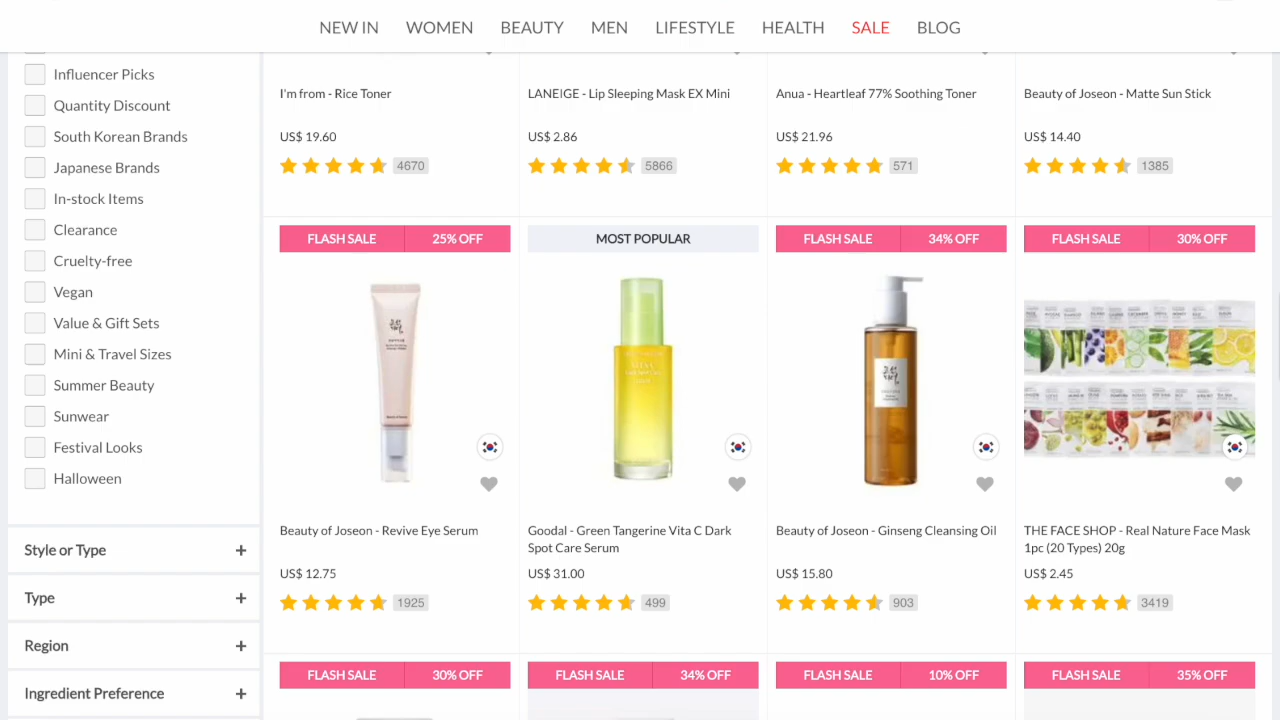 NEW IN WOMEN BEAUTY MEN LIFESTYLE HEALTH SALE BLOG
Influencer Picks
Quantity Discount
South Korean Brands
Japanese Brands
In-stock Items
Clearance
Cruelty-free
Vegan
Value & Gift Sets
Mini & Travel Sizes
Summer Beauty
Sunwear
Festival Looks
Halloween
Style or Type +
Type +
Region +
Ingredient Preference +
I'm from - Rice Toner
US$ 19.60
4670
LANEIGE - Lip Sleeping Mask EX Mini
US$ 2.86
5866
Anua - Heartleaf 77% Soothing Toner
US$ 21.96
571
Beauty of Joseon - Matte Sun Stick
US$ 14.40
1385
FLASH SALE 25% OFF
Beauty of Joseon - Revive Eye Serum
US$ 12.75
1925
MOST POPULAR
Goodal - Green Tangerine Vita C Dark
Spot Care Serum
US$ 31.00
499
FLASH SALE 34% OFF
Beauty of Joseon - Ginseng Cleansing Oil
US$ 15.80
903
FLASH SALE 30% OFF
THE FACE SHOP - Real Nature Face Mask
1pc (20 Types) 20g
US$ 2.45
3419
FLASH SALE 30% OFF
FLASH SALE 34% OFF
FLASH SALE 10% OFF
FLASH SALE 35% OFF